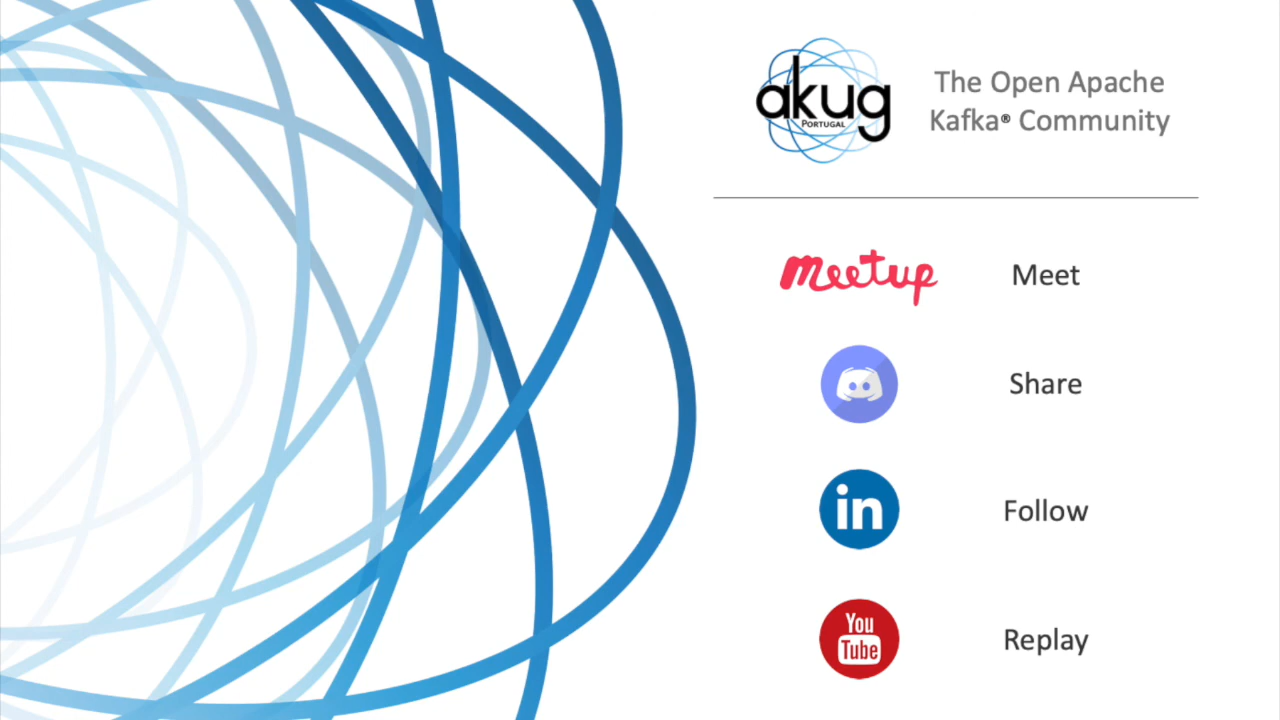 akug
PORTUGAL
The Open Apache
Kafka® Community
meetup
Meet
Share
in
Follow
You
Tube
Replay